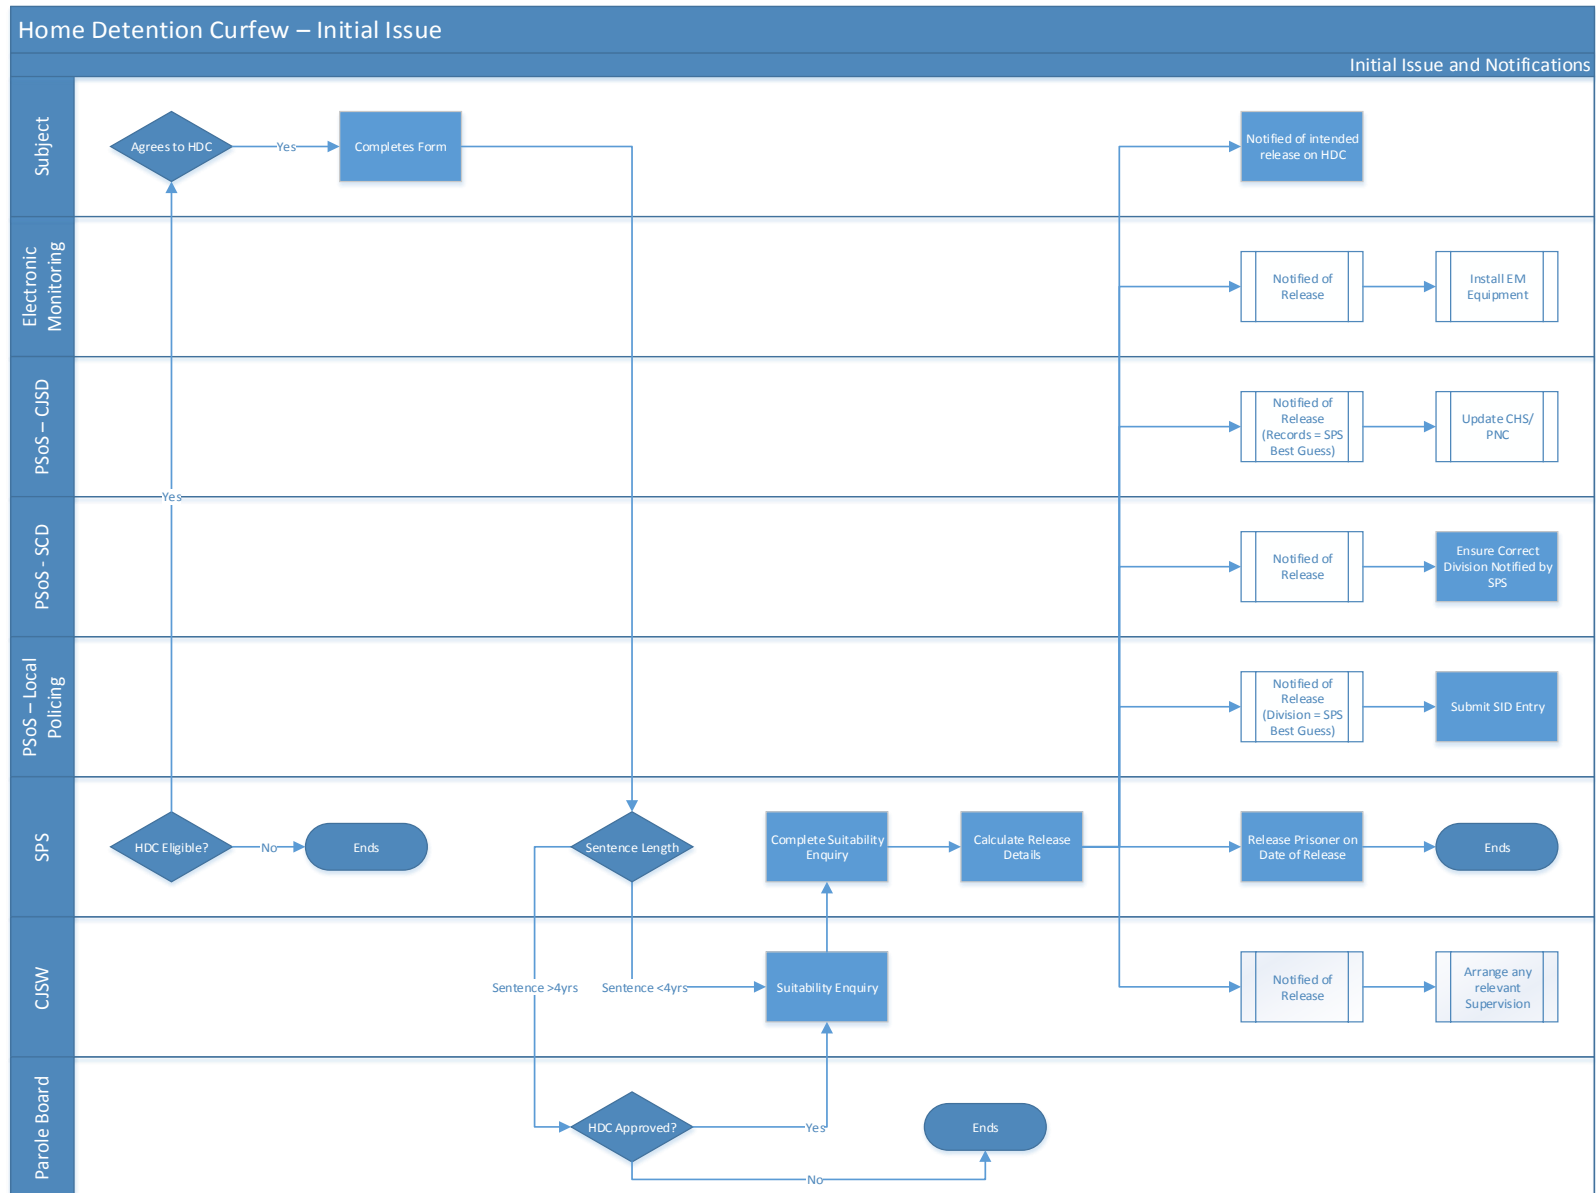 Home Detention Curfew – Initial Issue
Initial Issue and Notifications
Subject
Agrees to HDC
Yes
Completes Form
Notified of intended
release on HDC
Electronic
Monitoring
Notified of
Release
Install EM
Equipment
PSoS – CJSD
Notified of
Release
(Records = SPS
Best Guess)
Update CHS/
PNC
Yes
PSoS - SCD
Notified of
Release
Ensure Correct
Division Notified by
SPS
PSoS – Local
Policing
Notified of
Release
(Division = SPS
Best Guess)
Submit SID Entry
SPS
HDC Eligible?
No
Ends
Sentence Length
Complete Suitability
Enquiry
Calculate Release
Details
Release Prisoner on
Date of Release
Ends
CJSW
Sentence >4yrs
Sentence <4yrs
Suitability Enquiry
Notified of
Release
Arrange any
relevant
Supervision
Parole Board
HDC Approved?
Yes
Ends
No